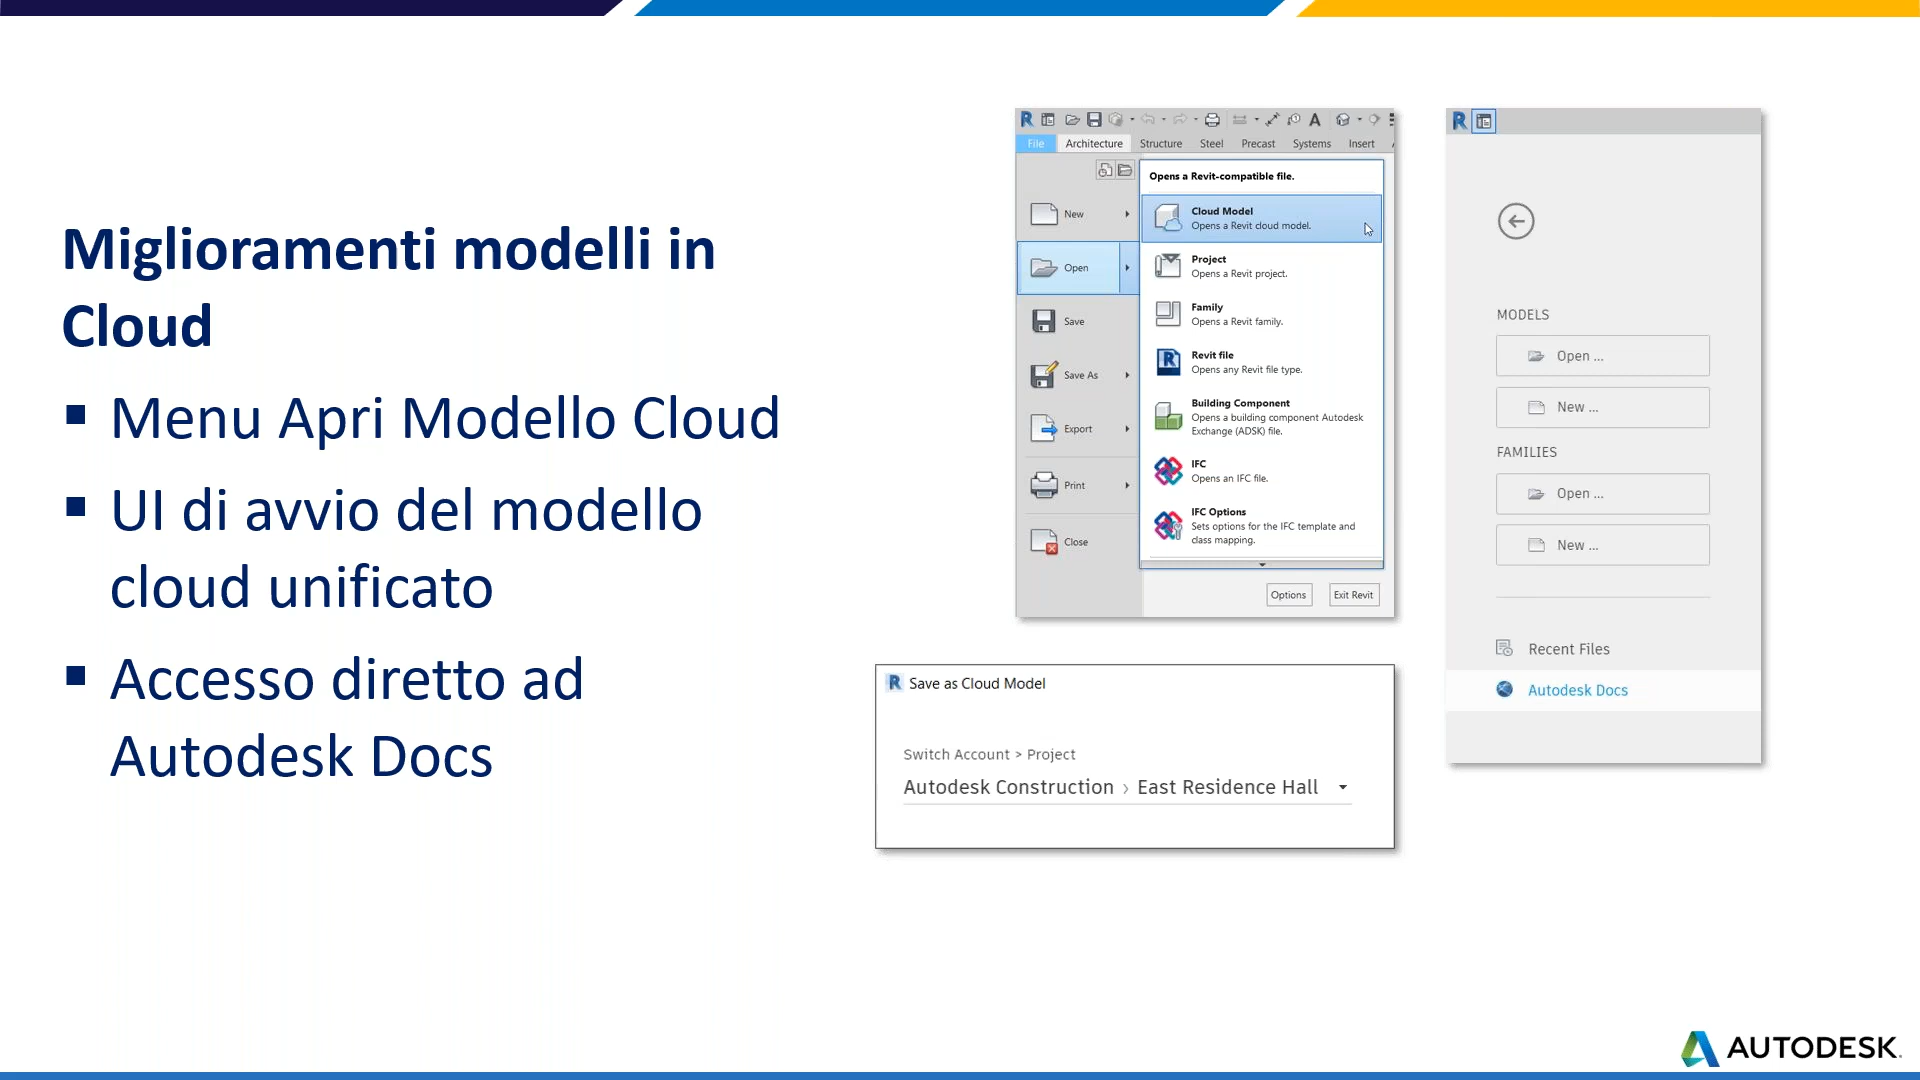 Miglioramenti modelli in
Cloud
Menu Apri Modello Cloud
UI di avvio del modello
cloud unificato
Accesso diretto ad
Autodesk Docs
File Architecture Structure Steel Precast Systems Insert
New
Open
Save
Save As
Export
Print
Close
Opens a Revit-compatible file.
Cloud Model
Opens a Revit cloud model.
Project
Opens a Revit project.
Family
Opens a Revit family.
Revit file
Opens any Revit file type.
Building Component
Opens a building component Autodesk
Exchange (ADSK) file.
IFC
Opens an IFC file.
IFC Options
Sets options for the IFC template and
class mapping.
Options Exit Revit
Save as Cloud Model
Switch Account > Project
Autodesk Construction › East Residence Hall
MODELS
Open ...
New ...
FAMILIES
Open ...
New ...
Recent Files
Autodesk Docs
AUTODESK.